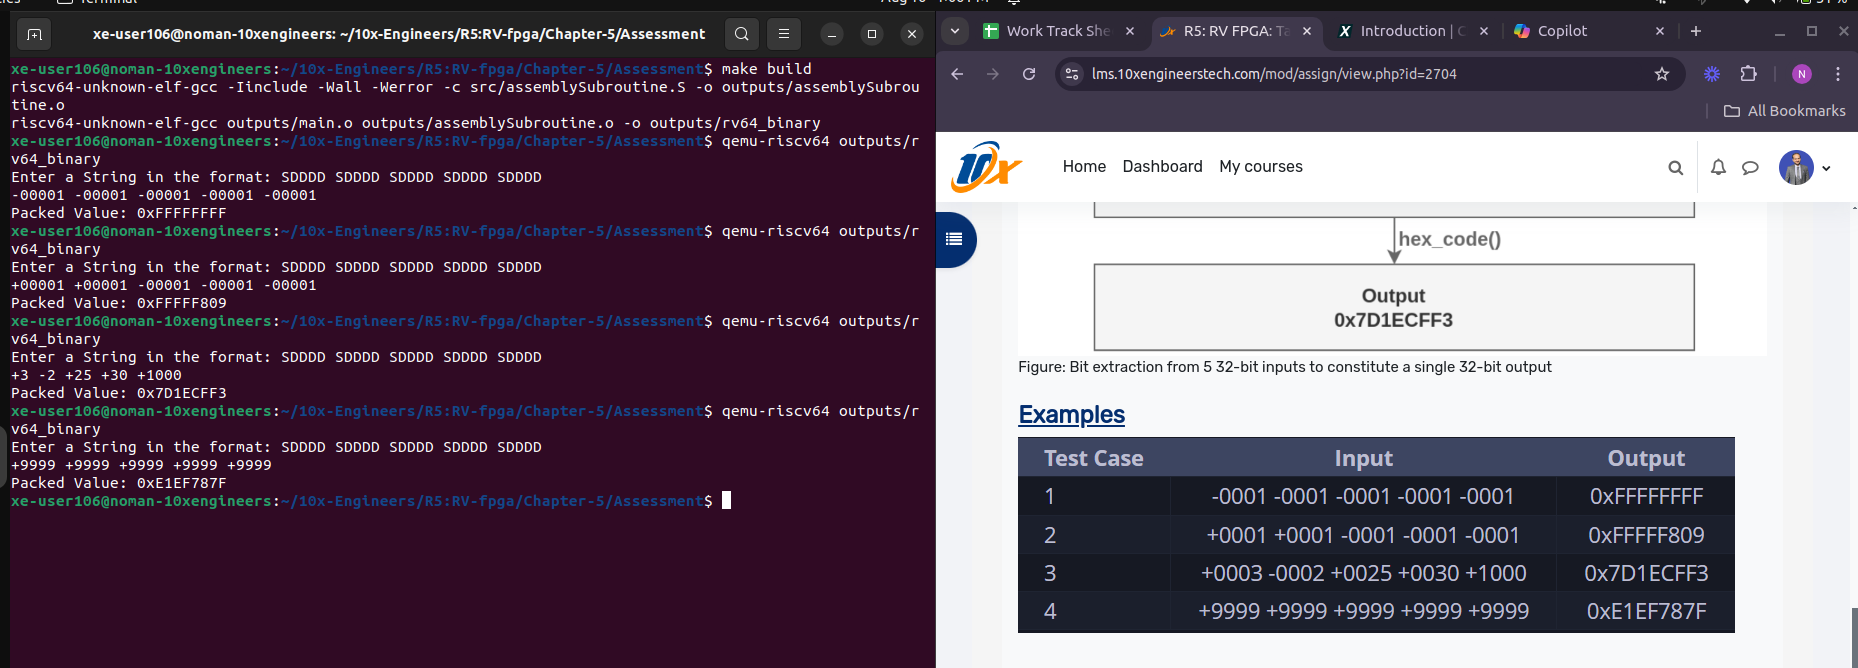 xe-user106@noman-10xengineers: ~/10x-Engineers/R5:RV-fpga/Chapter-5/Assessment
xe-user106@noman-10xengineers:~/10x-Engineers/R5:RV-fpga/Chapter-5/Assessment$ make build
riscv64-unknown-elf-gcc -Iinclude -Wall -Werror -c src/assemblySubroutine.S -o outputs/assemblySubrou
tine.o
riscv64-unknown-elf-gcc outputs/main.o outputs/assemblySubroutine.o -o outputs/rv64_binary
xe-user106@noman-10xengineers:~/10x-Engineers/R5:RV-fpga/Chapter-5/Assessment$ qemu-riscv64 outputs/r
v64_binary
Enter a String in the format: SDDDD SDDDD SDDDD SDDDD SDDDD
-00001 -00001 -00001 -00001 -00001
Packed Value: 0xFFFFFFFF
xe-user106@noman-10xengineers:~/10x-Engineers/R5:RV-fpga/Chapter-5/Assessment$ qemu-riscv64 outputs/r
v64_binary
Enter a String in the format: SDDDD SDDDD SDDDD SDDDD SDDDD
+00001 +00001 -00001 -00001 -00001
Packed Value: 0xFFFFF809
xe-user106@noman-10xengineers:~/10x-Engineers/R5:RV-fpga/Chapter-5/Assessment$ qemu-riscv64 outputs/r
v64_binary
Enter a String in the format: SDDDD SDDDD SDDDD SDDDD SDDDD
+3 -2 +25 +30 +1000
Packed Value: 0x7D1ECFF3
xe-user106@noman-10xengineers:~/10x-Engineers/R5:RV-fpga/Chapter-5/Assessment$ qemu-riscv64 outputs/r
v64_binary
Enter a String in the format: SDDDD SDDDD SDDDD SDDDD SDDDD
+9999 +9999 +9999 +9999 +9999
Packed Value: 0xE1EF787F
xe-user106@noman-10xengineers:~/10x-Engineers/R5:RV-fpga/Chapter-5/Assessment$
Work Track She R5: RV FPGA: Ta Introduction | C Copilot
lms.10xengineerstech.com/mod/assign/view.php?id=2704 N
All Bookmarks
10x Home Dashboard My courses
hex_code()
Output
0x7D1ECFF3
Figure: Bit extraction from 5 32-bit inputs to constitute a single 32-bit output
Examples
Test Case Input Output
1 -0001 -0001 -0001 -0001 -0001 0xFFFFFFFF
2 +0001 +0001 -0001 -0001 -0001 0xFFFFF809
3 +0003 -0002 +0025 +0030 +1000 0x7D1ECFF3
4 +9999 +9999 +9999 +9999 +9999 0xE1EF787F